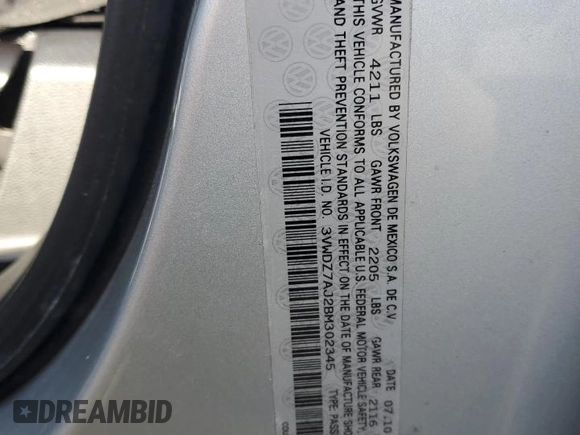 MANUFACTURED BY VOLKSWAGEN DE MEXICO S.A. DE C.V. DATE 07.10
GVWR 4211 LBS GAWR FRONT 2205 LBS GAWR REAR 2116
THIS VEHICLE CONFORMS TO ALL APPLICABLE U.S. FEDERAL MOTOR VEHICLE SAFETY,
AND THEFT PREVENTION STANDARDS IN EFFECT ON THE DATE OF MANUFACTURE
VEHICLE I.D. NO. 3VWDZ7AJ2BM302345 TYPE:
DREAMBID